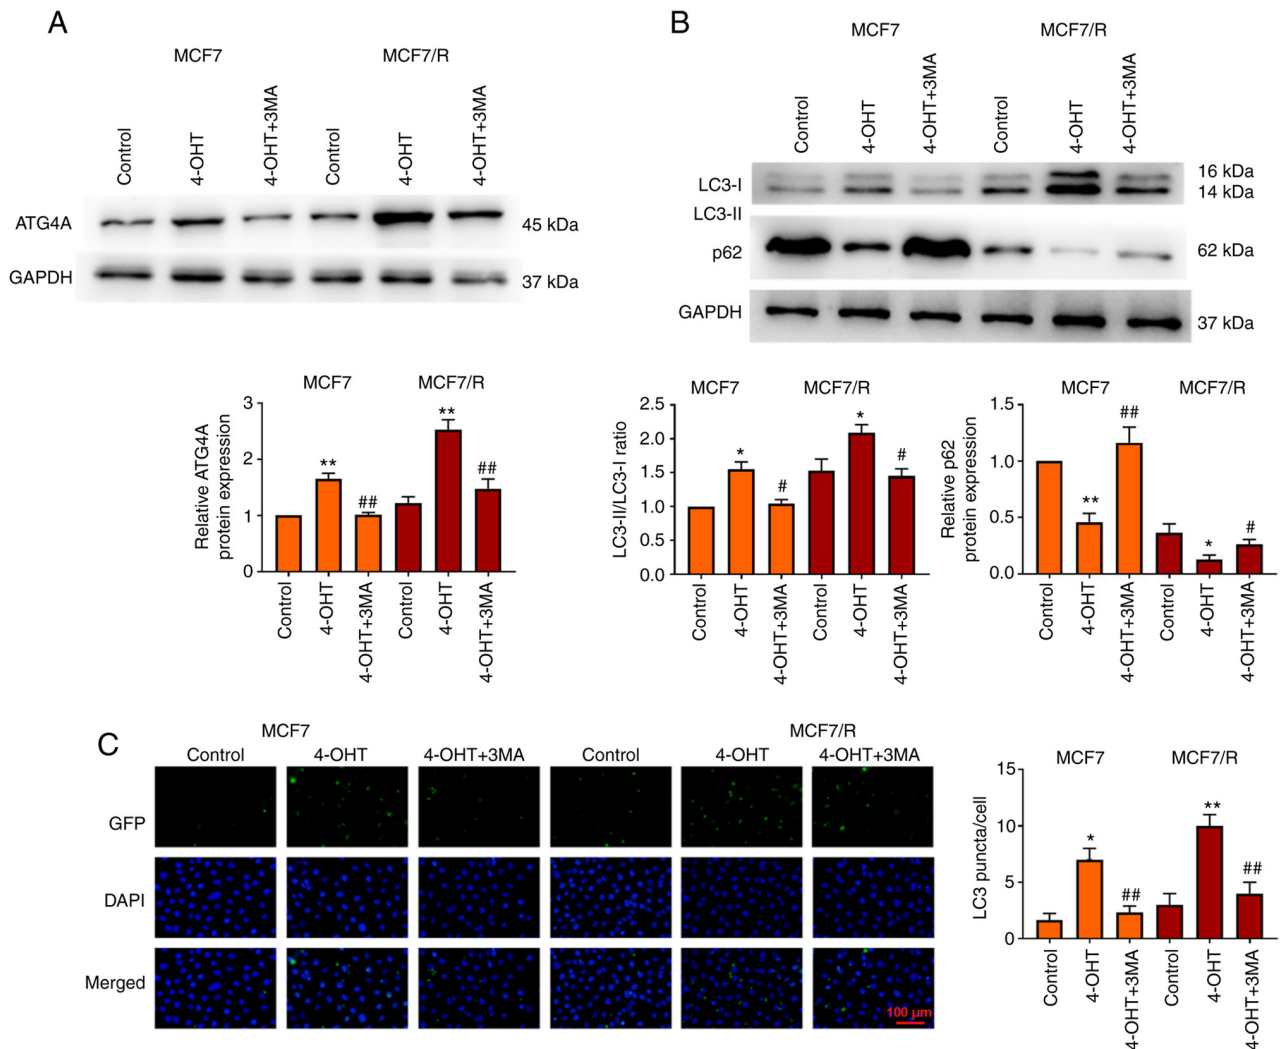 A
MCF7 MCF7/R
Control 4-OHT 4-OHT+3MA Control 4-OHT 4-OHT+3MA
ATG4A 45 kDa
GAPDH 37 kDa
MCF7 MCF7/R
Relative ATG4A
protein expression
3
2
1
0
** ## ** ##
Control 4-OHT 4-OHT+3MA Control 4-OHT 4-OHT+3MA
B
MCF7 MCF7/R
Control 4-OHT 4-OHT+3MA Control 4-OHT 4-OHT+3MA
LC3-I 16 kDa
14 kDa
LC3-II
p62 62 kDa
GAPDH 37 kDa
MCF7 MCF7/R
LC3-II/LC3-I ratio
2.5
2.0
1.5
1.0
0.5
0.0
* # * #
Control 4-OHT 4-OHT+3MA Control 4-OHT 4-OHT+3MA
MCF7 MCF7/R
Relative p62
protein expression
1.5
1.0
0.5
0.0
** ## * #
Control 4-OHT 4-OHT+3MA Control 4-OHT 4-OHT+3MA
C
MCF7 MCF7/R
Control 4-OHT 4-OHT+3MA Control 4-OHT 4-OHT+3MA
GFP
DAPI
Merged
100 µm
MCF7 MCF7/R
LC3 puncta/cell
15
10
5
0
* ## ** ##
Control 4-OHT 4-OHT+3MA Control 4-OHT 4-OHT+3MA